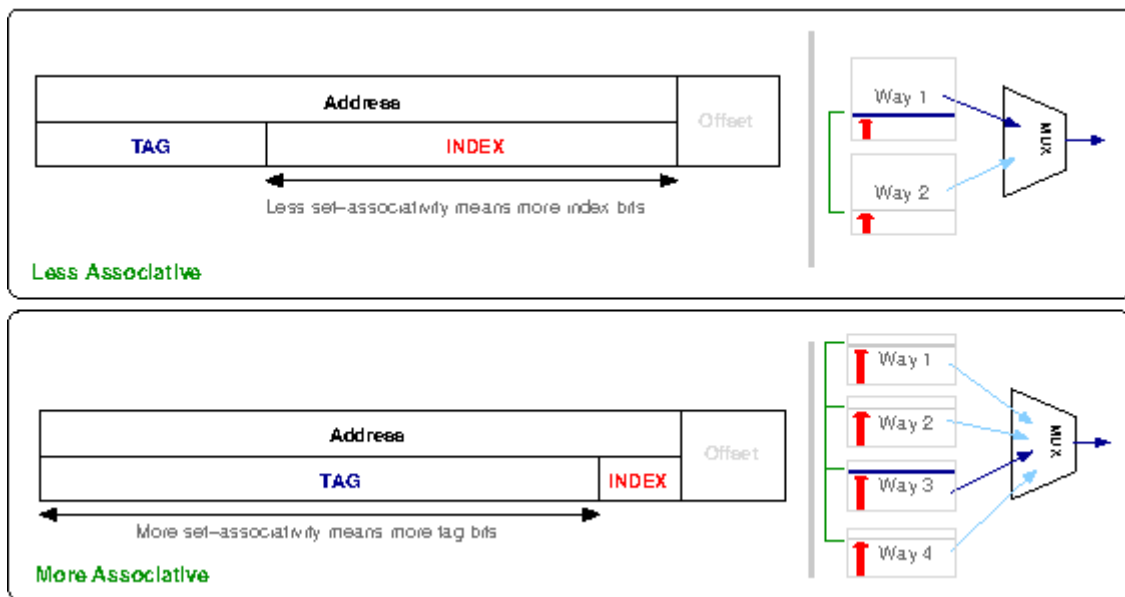 Address
Offset
TAG
INDEX
Less set-associativity means more index bits
Less Associative
Way 1
Way 2
MUX
Address
Offset
TAG
INDEX
More set-associativity means more tag bits
More Associative
Way 1
Way 2
Way 3
Way 4
MUX